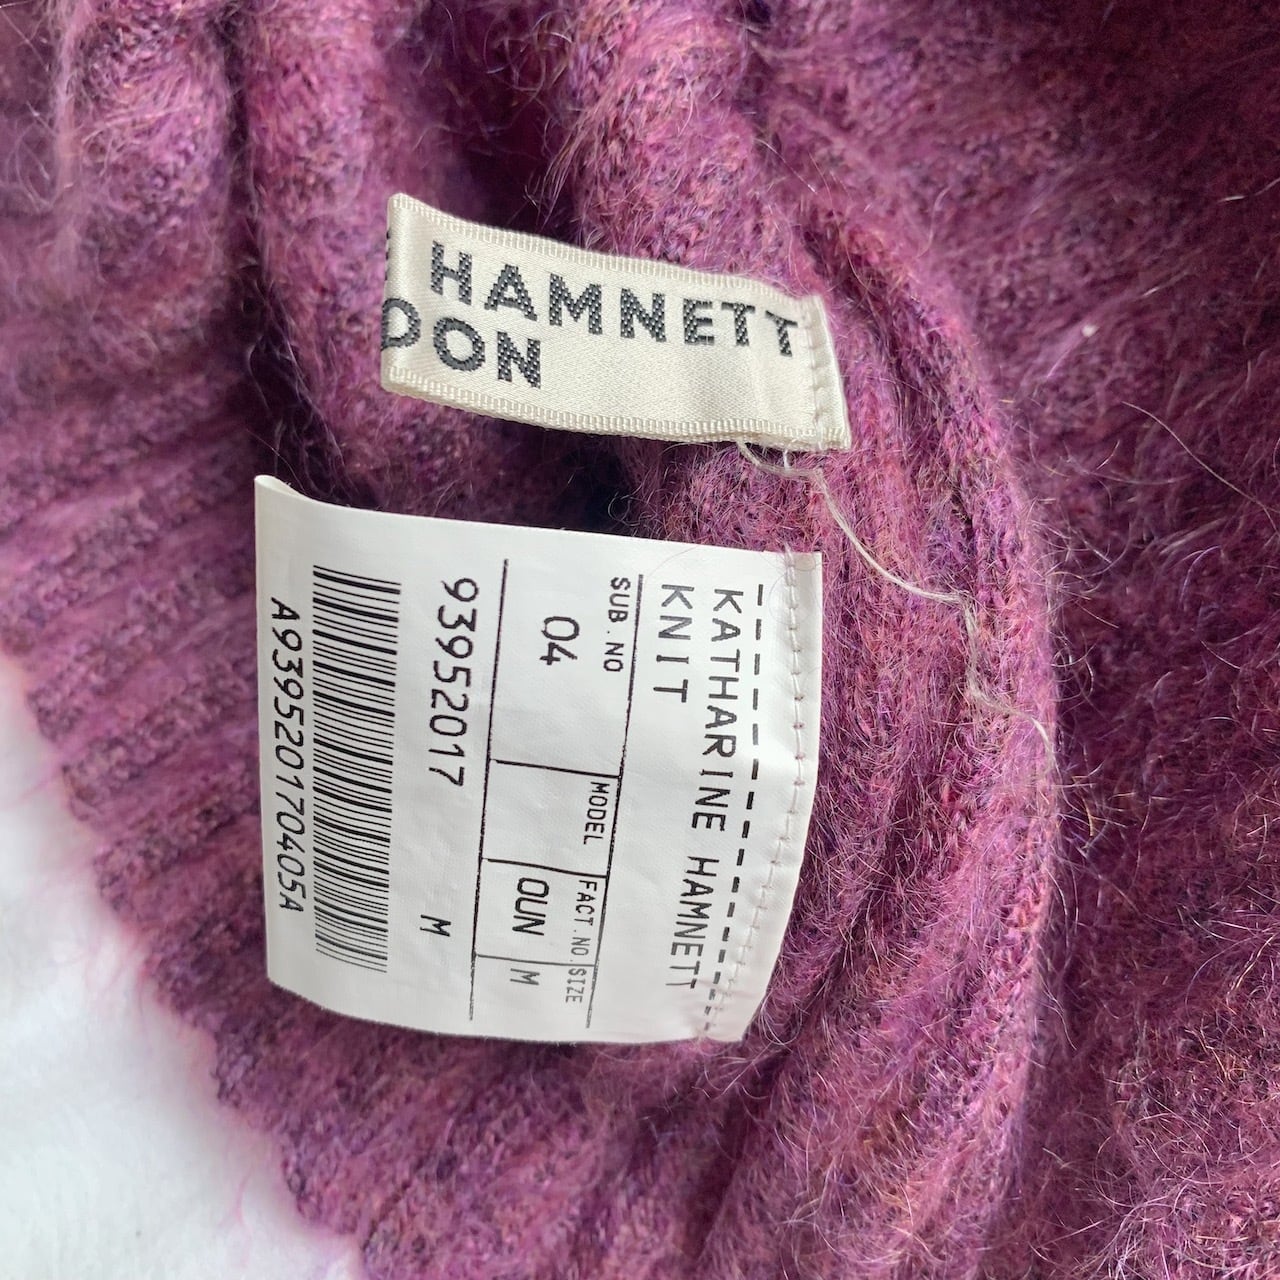 HAMNETT
DON
KATHARINE HAMNETT
KNIT
SUB.NO MODEL FACT.NO. SIZE
04 OUN M
93952017 M
A939520170405A